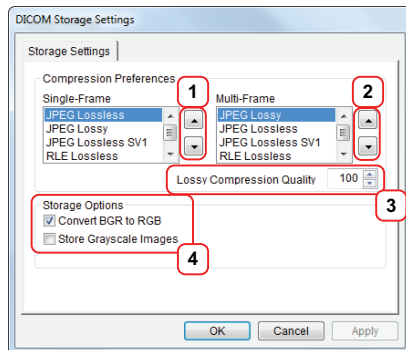 DICOM Storage Settings
Storage Settings
Compression Preferences
Single-Frame
1
Multi-Frame
2
JPEG Lossless
JPEG Lossy
JPEG Lossless SV1
RLE Lossless
JPEG Lossy
JPEG Lossless
JPEG Lossless SV1
RLE Lossless
Lossy Compression Quality 100
3
Storage Options
Convert BGR to RGB
Store Grayscale Images
4
OK Cancel Apply